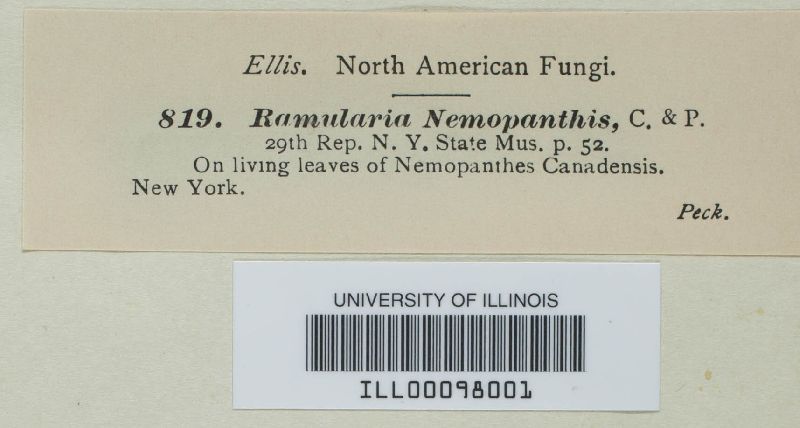 Ellis. North American Fungi.
819. Ramularia Nemopanthis, C. & P.
29th Rep. N. Y. State Mus. p. 52.
On living leaves of Nemopanthes Canadensis.
New York.
Peck.
UNIVERSITY OF ILLINOIS
ILL00098001